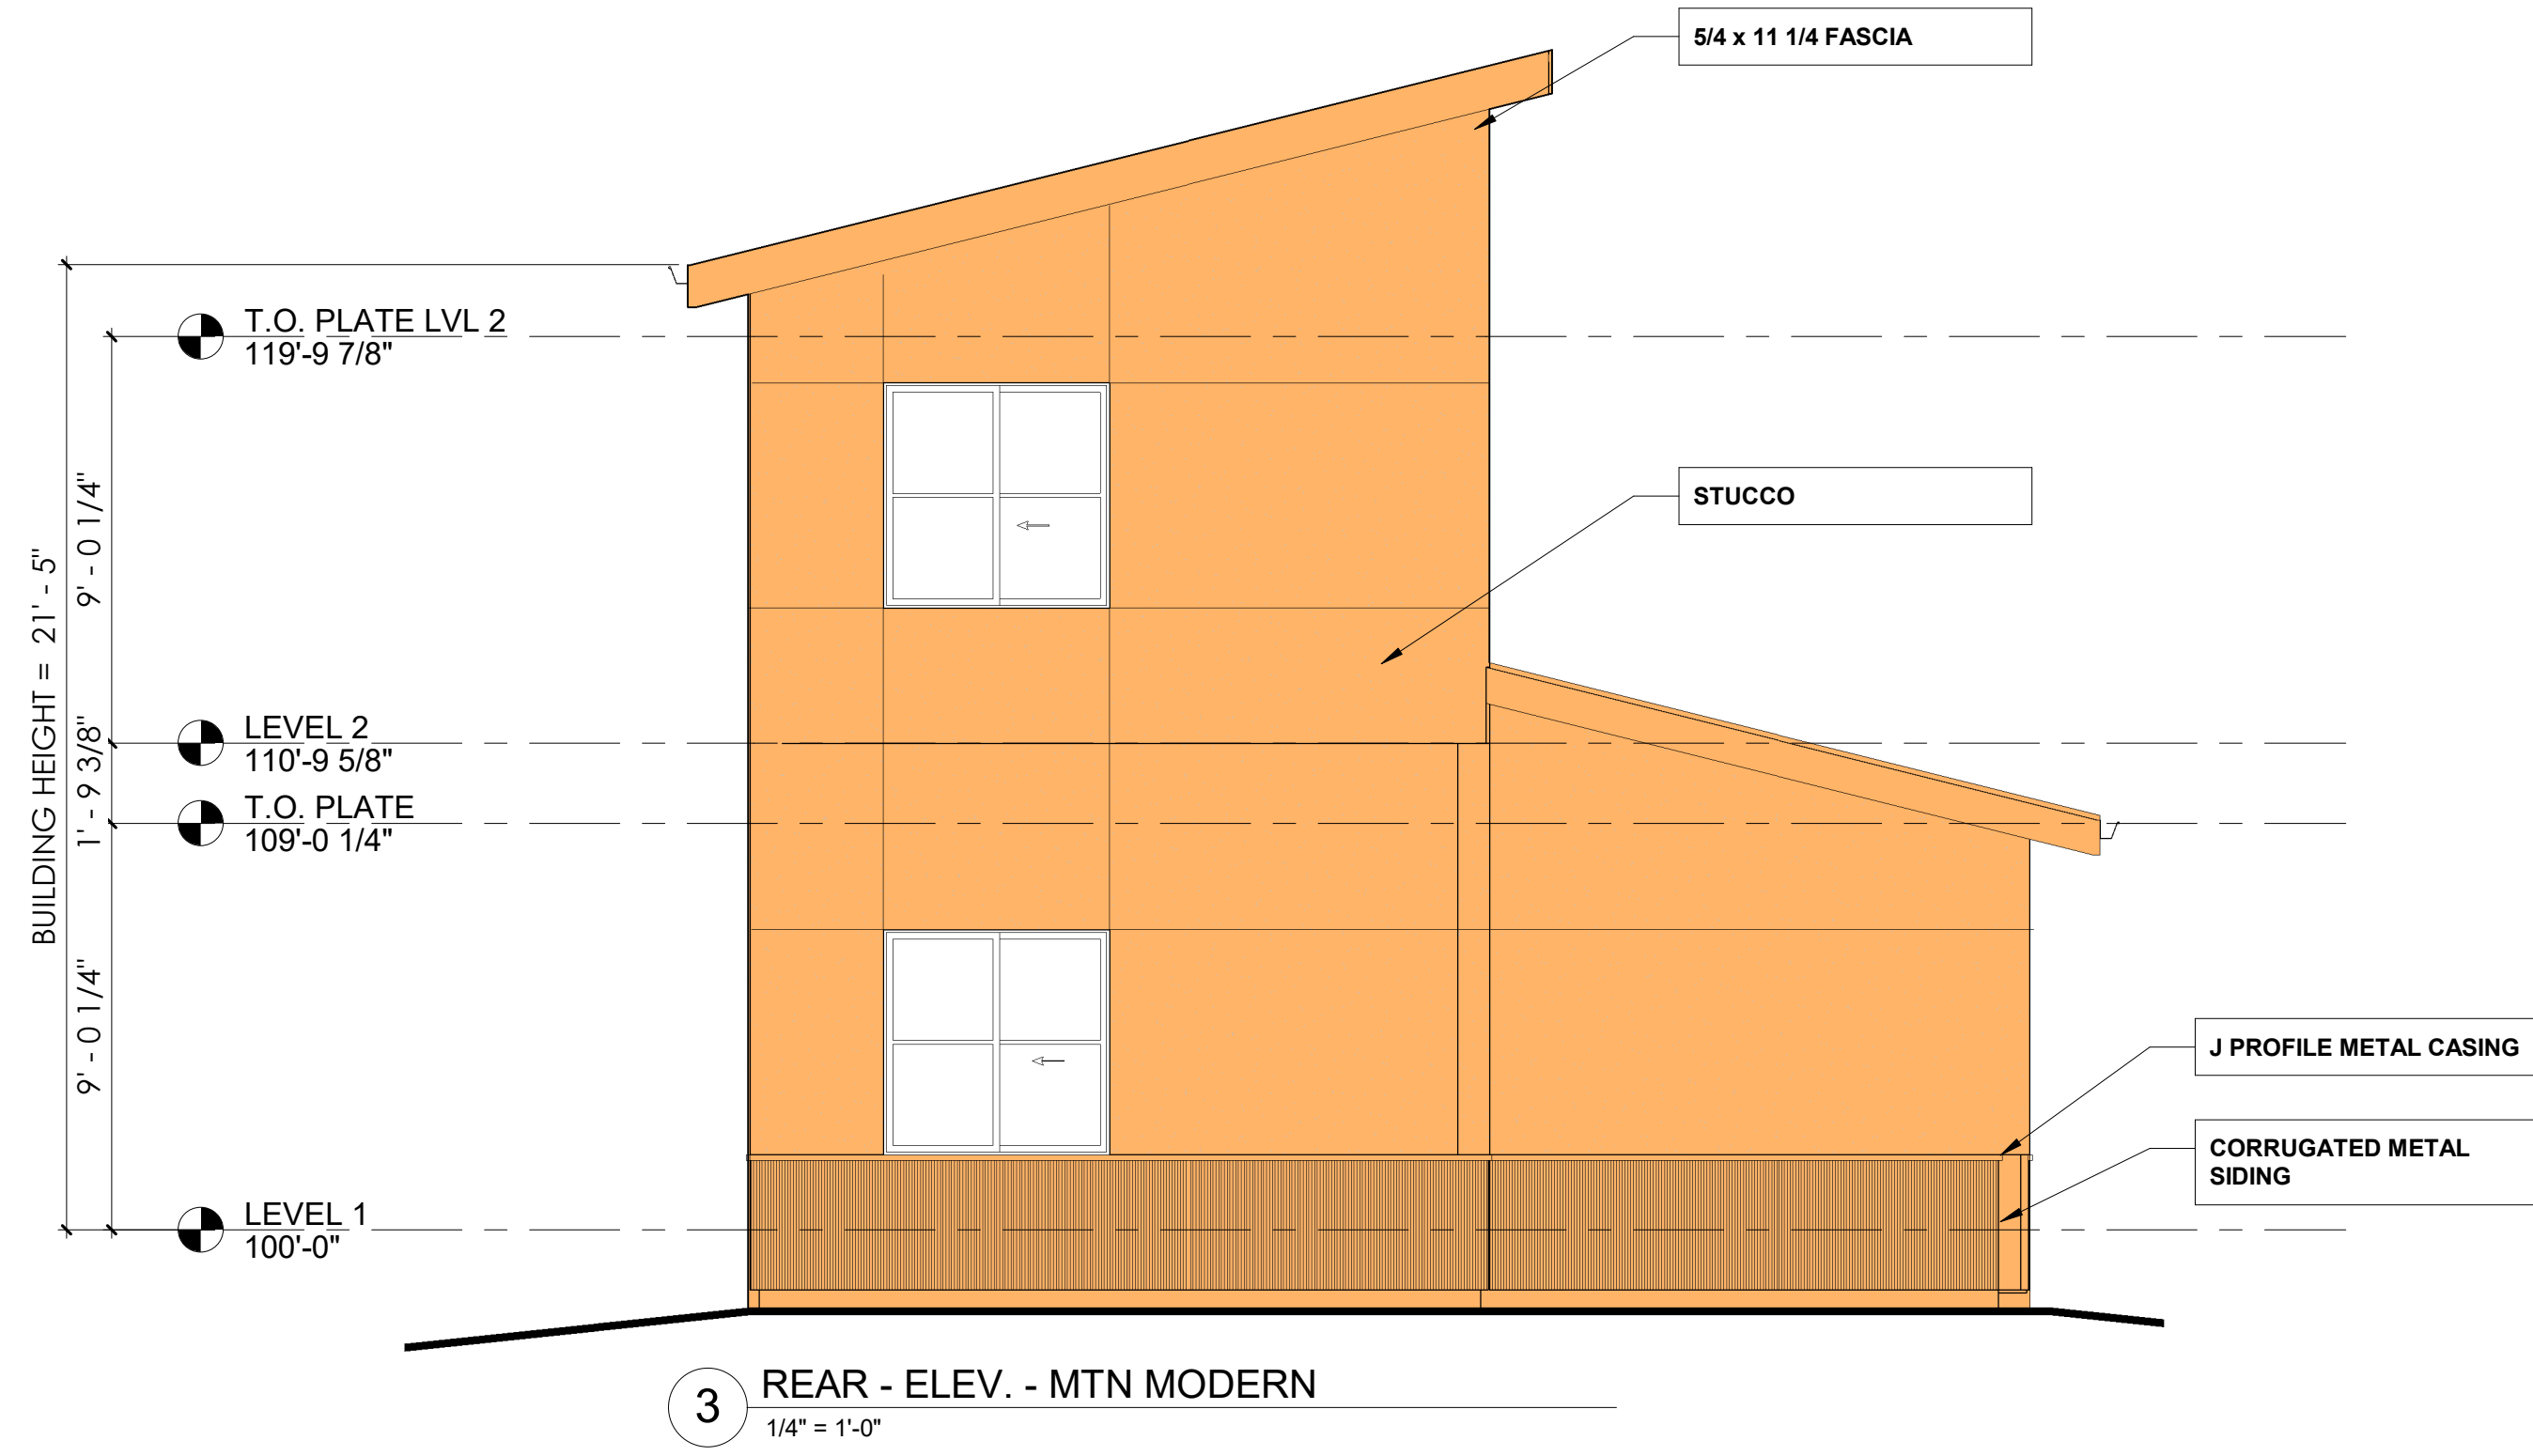 5/4 x 11 1/4 FASCIA
T.O. PLATE LVL 2
119'-9 7/8"
9' - 0 1/4"
STUCCO
BUILDING HEIGHT = 21' - 5"
LEVEL 2
110'-9 5/8"
1' - 9 3/8"
T.O. PLATE
109'-0 1/4"
9' - 0 1/4"
J PROFILE METAL CASING
CORRUGATED METAL
SIDING
LEVEL 1
100'-0"
3
REAR - ELEV. - MTN MODERN
1/4" = 1'-0"